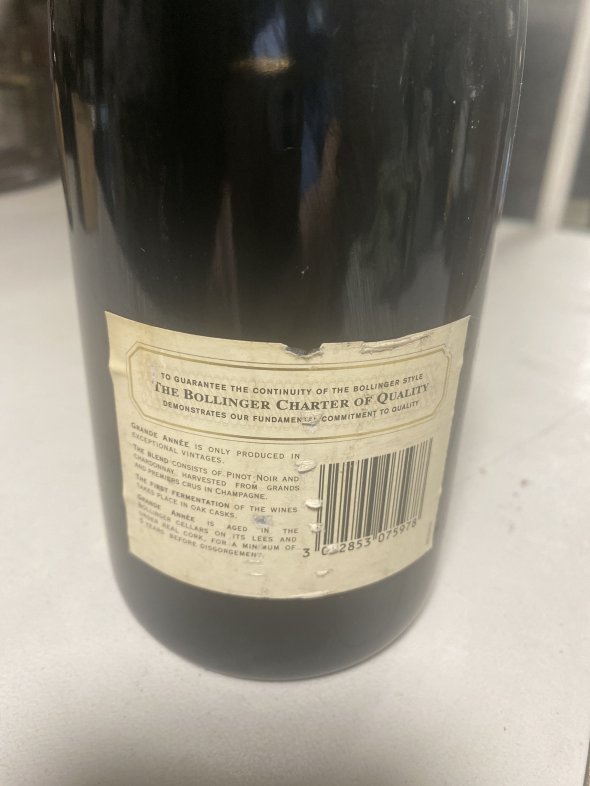 TO GUARANTEE THE CONTINUITY OF THE BOLLINGER STYLE
THE BOLLINGER CHARTER OF QUALITY
DEMONSTRATES OUR FUNDAMENTAL COMMITMENT TO QUALITY
GRANDE ANNÉE IS ONLY PRODUCED IN
EXCEPTIONAL VINTAGES.
THE BLEND CONSISTS OF PINOT NOIR AND
CHARDONNAY, HARVESTED FROM GRANDS
AND PREMIERS CRUS IN CHAMPAGNE.
THE FIRST FERMENTATION OF THE WINES
TAKES PLACE IN OAK CASKS.
GRANDE ANNÉE IS AGED IN THE
BOLLINGER CELLARS ON ITS LEES AND
UNDER REAL CORK, FOR A MINIMUM OF
5 YEARS BEFORE DISGORGEMENT.
3 052853 075978